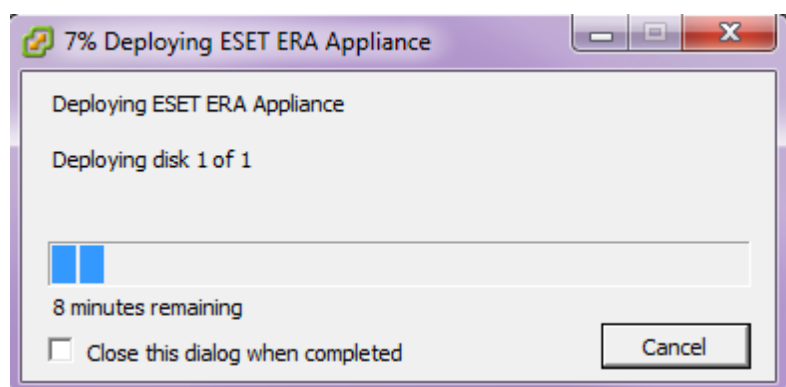 7% Deploying ESET ERA Appliance
Deploying ESET ERA Appliance
Deploying disk 1 of 1
8 minutes remaining
Close this dialog when completed
Cancel